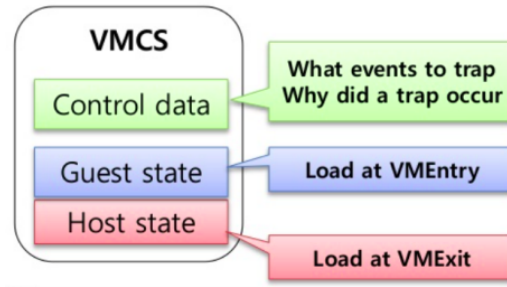 VMCS
Control data
What events to trap
Why did a trap occur
Guest state
Load at VMEntry
Host state
Load at VMExit